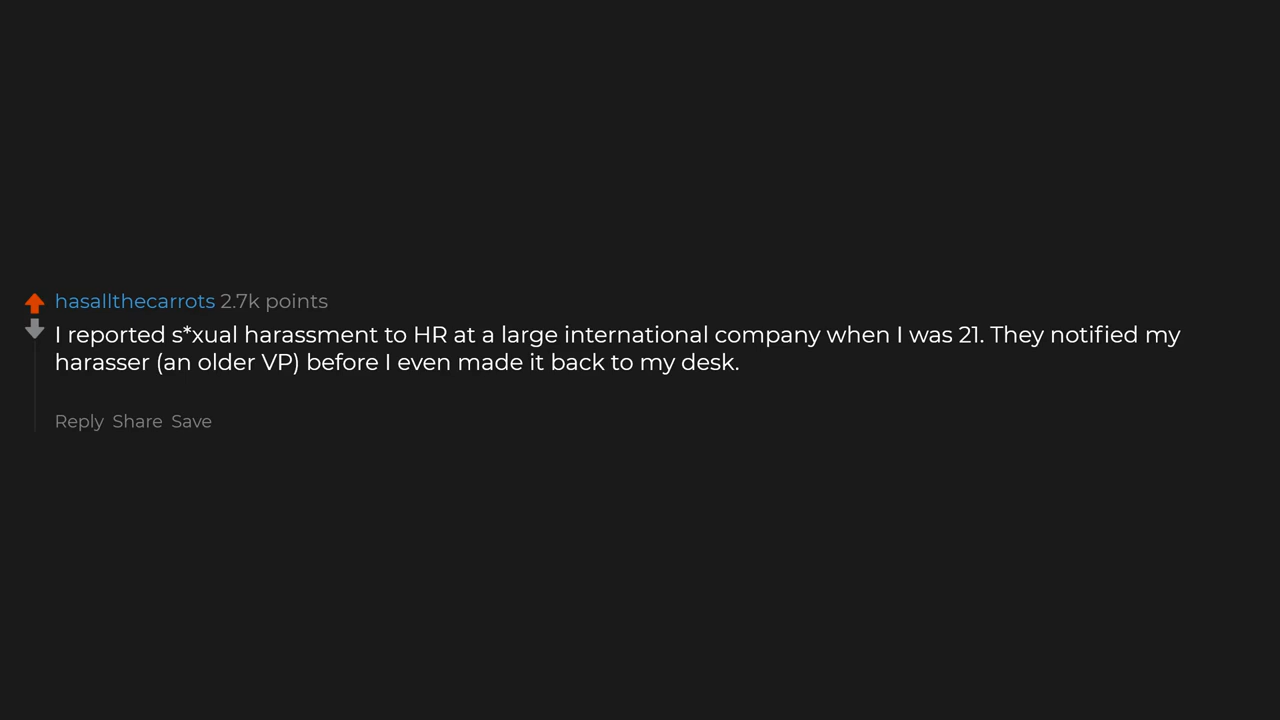 hasallthecarrots 2.7k points
I reported s*xual harassment to HR at a large international company when I was 21. They notified my
harasser (an older VP) before I even made it back to my desk.
Reply Share Save